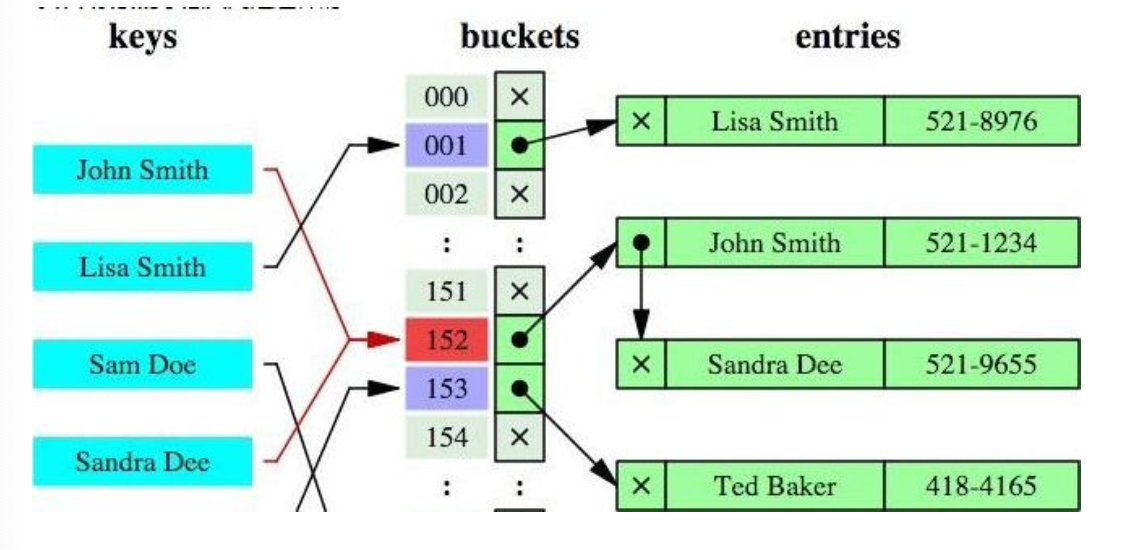 keys buckets entries
000 ×
Lisa Smith 521-8976
001
John Smith
002 ×
: :
John Smith 521-1234
Lisa Smith
151 ×
152
Sam Doe
Sandra Dee 521-9655
153
154 ×
Sandra Dee
: :
Ted Baker 418-4165